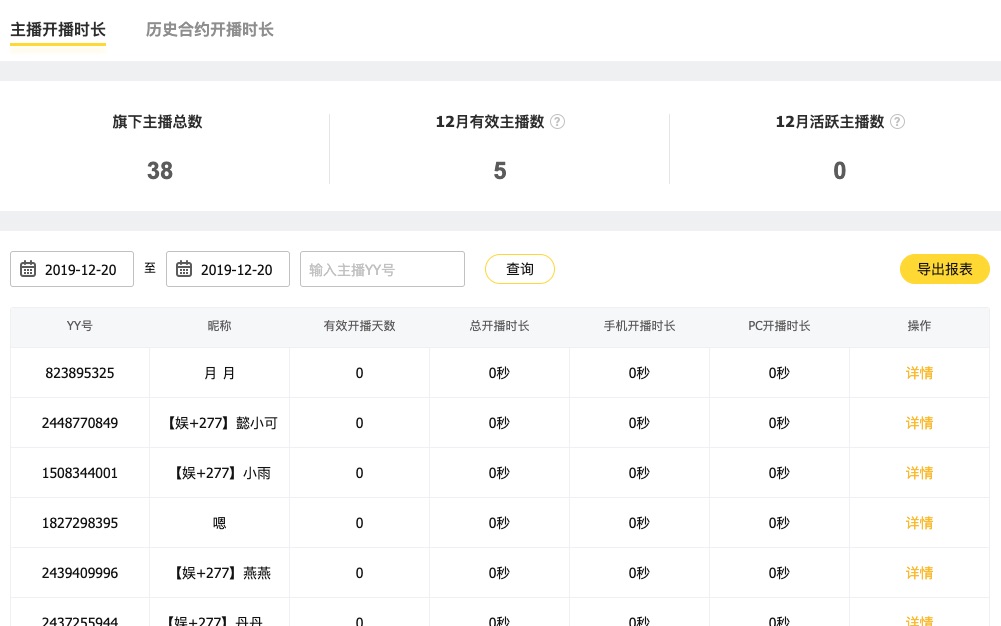 主播开播时长 历史合约开播时长
旗下主播总数 12月有效主播数 ? 12月活跃主播数 ?
38 5 0
2019-12-20 至 2019-12-20 输入主播YY号 查询 导出报表
YY号 昵称 有效开播天数 总开播时长 手机开播时长 PC开播时长 操作
823895325 月 月 0 0秒 0秒 0秒 详情
2448770849 【娱+277】懿小可 0 0秒 0秒 0秒 详情
1508344001 【娱+277】小雨 0 0秒 0秒 0秒 详情
1827298395 嗯 0 0秒 0秒 0秒 详情
2439409996 【娱+277】燕燕 0 0秒 0秒 0秒 详情
2437255944 【娱+277】丹丹 0 0秒 0秒 0秒 详情